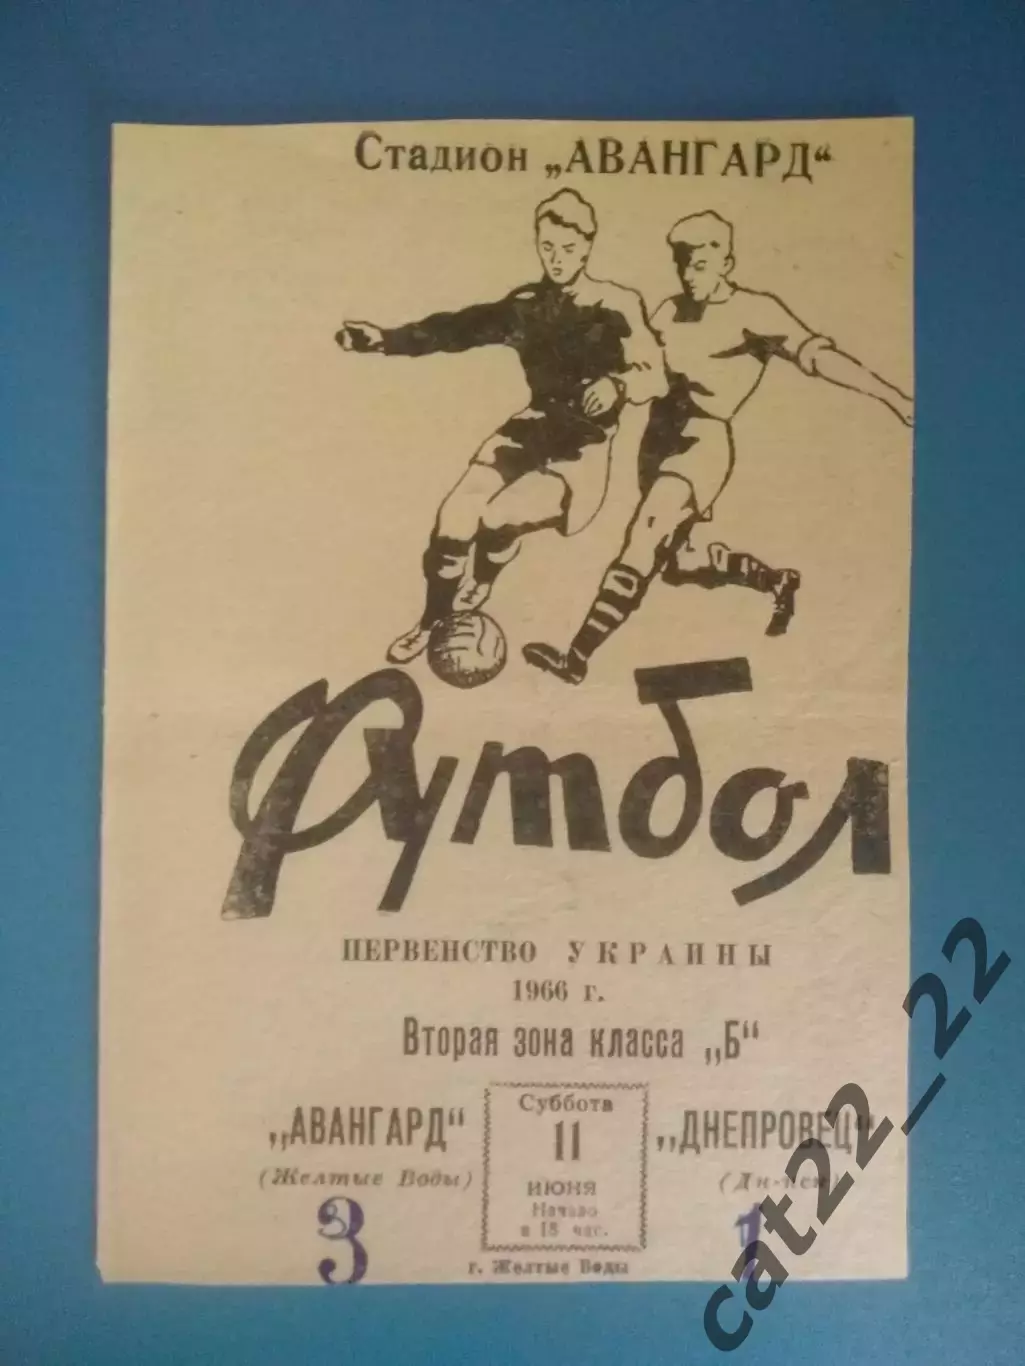 Стадион „АВАНГАРД“
Футбол
ПЕРВЕНСТВО УКРАИНЫ
1966 г.
Вторая зона класса „Б“
„АВАНГАРД“
(Желтые Воды)
3
Суббота
11
ИЮНЯ
Начало
в 18 час.
„ДНЕПРОВЕЦ“
1
г. Желтые Воды
cat22_22